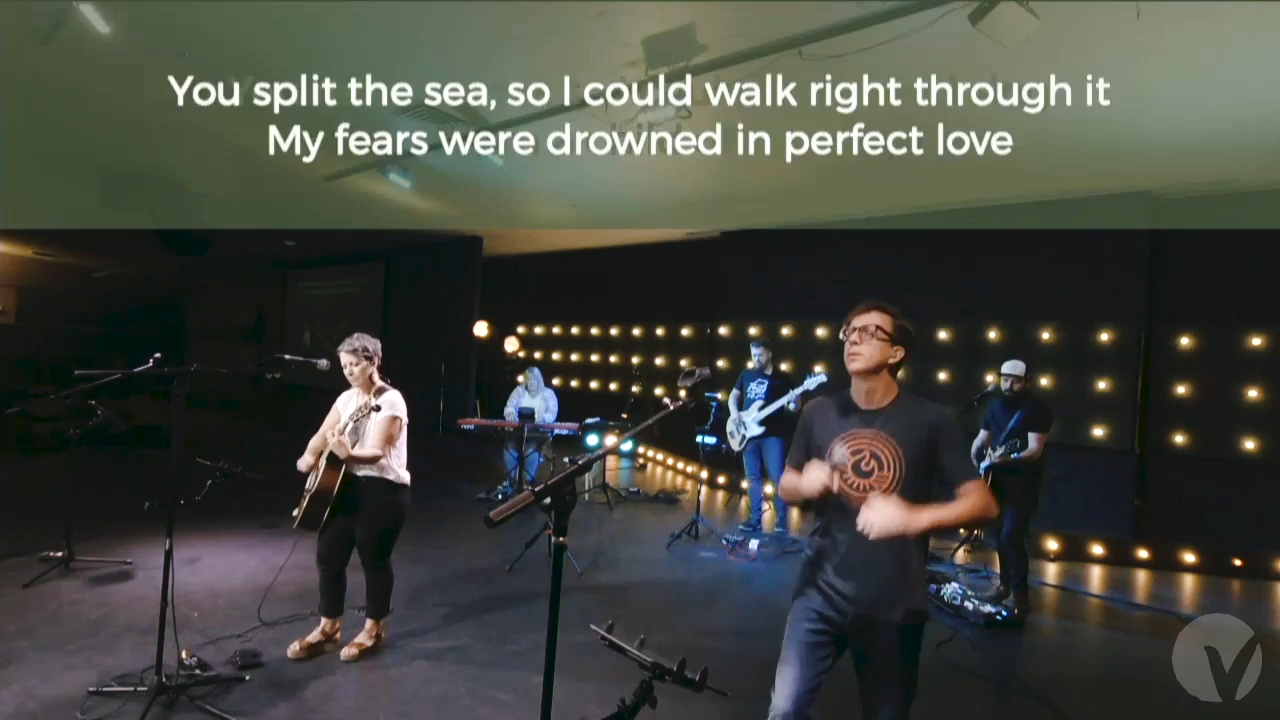 You split the sea, so I could walk right through it
My fears were drowned in perfect love